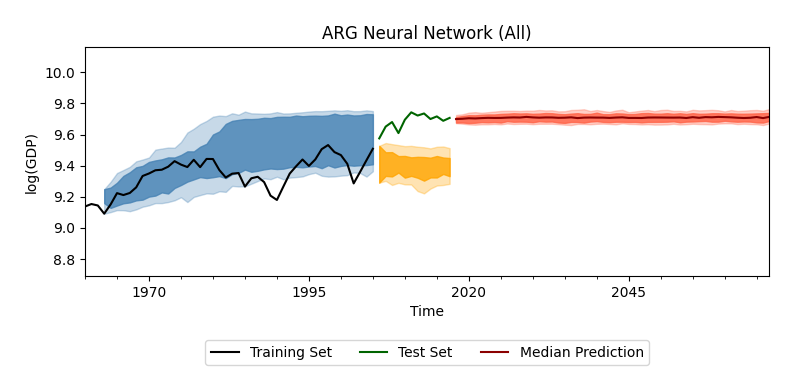 ARG Neural Network (All)
log(GDP)
10.0
9.8
9.6
9.4
9.2
9.0
8.8
1970 1995 2020 2045
Time
Training Set Test Set Median Prediction